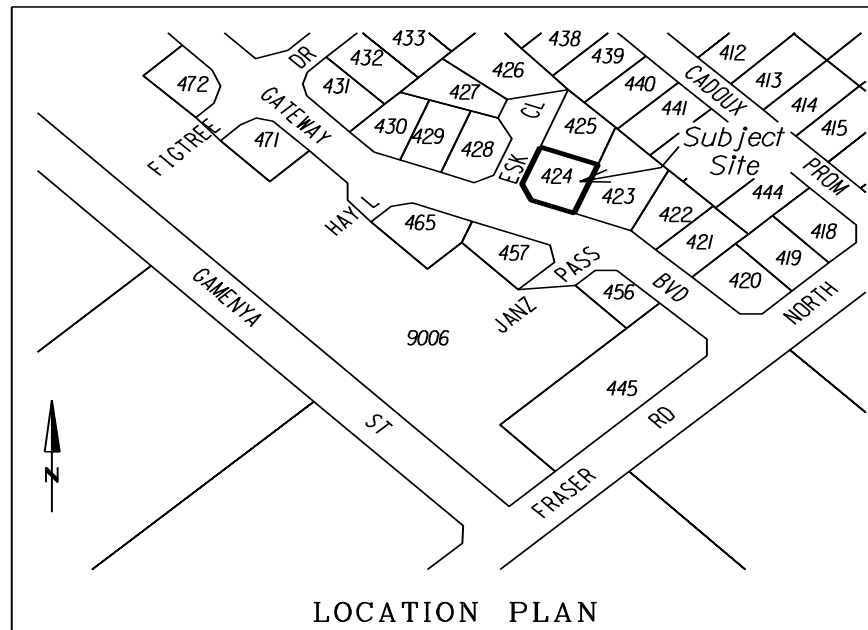 433
438
439
412
432
426
440
CADOUX
413
472
DR
431
427
CL
441
414
GATEWAY
425
415
430
429
428
Subject
Site
FIGTREE
471
ESK
424
423
444
PROM
HAY L
465
422
418
457
421
419
PASS
420
GAMENYA
456
BVD
NORTH
JANZ
9006
445
ST
RD
N
FRASER
LOCATION PLAN